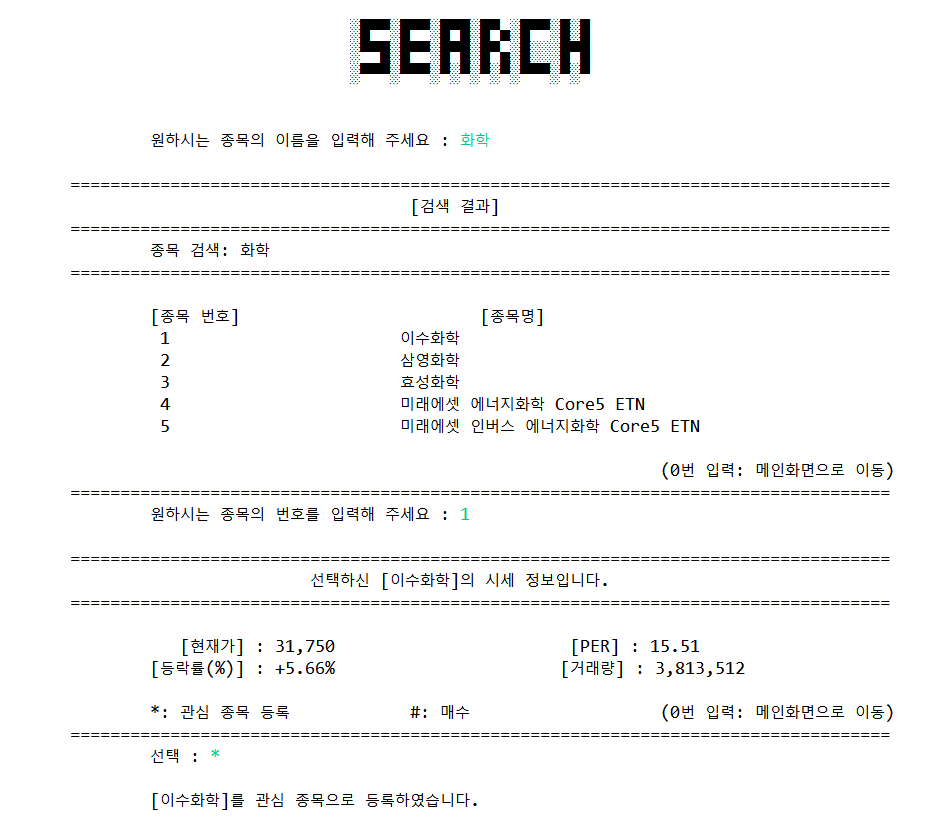 SEARCH
원하시는 종목의 이름을 입력해 주세요 : 화학
==================================================================================
[검색 결과]
==================================================================================
종목 검색: 화학
==================================================================================
[종목 번호] [종목명]
1 이수화학
2 삼영화학
3 효성화학
4 미래에셋 에너지화학 Core5 ETN
5 미래에셋 인버스 에너지화학 Core5 ETN
(0번 입력: 메인화면으로 이동)
==================================================================================
원하시는 종목의 번호를 입력해 주세요 : 1
==================================================================================
선택하신 [이수화학]의 시세 정보입니다.
==================================================================================
[현재가] : 31,750 [PER] : 15.51
[등락률(%)] : +5.66% [거래량] : 3,813,512
*: 관심 종목 등록 #: 매수 (0번 입력: 메인화면으로 이동)
==================================================================================
선택 : *
[이수화학]를 관심 종목으로 등록하였습니다.